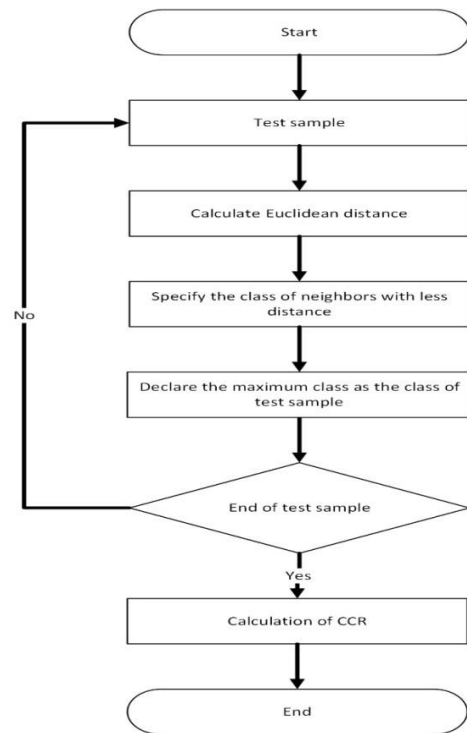 Start
Test sample
Calculate Euclidean distance
Specify the class of neighbors with less
distance
No
Declare the maximum class as the class of
test sample
End of test sample
Yes
Calculation of CCR
End